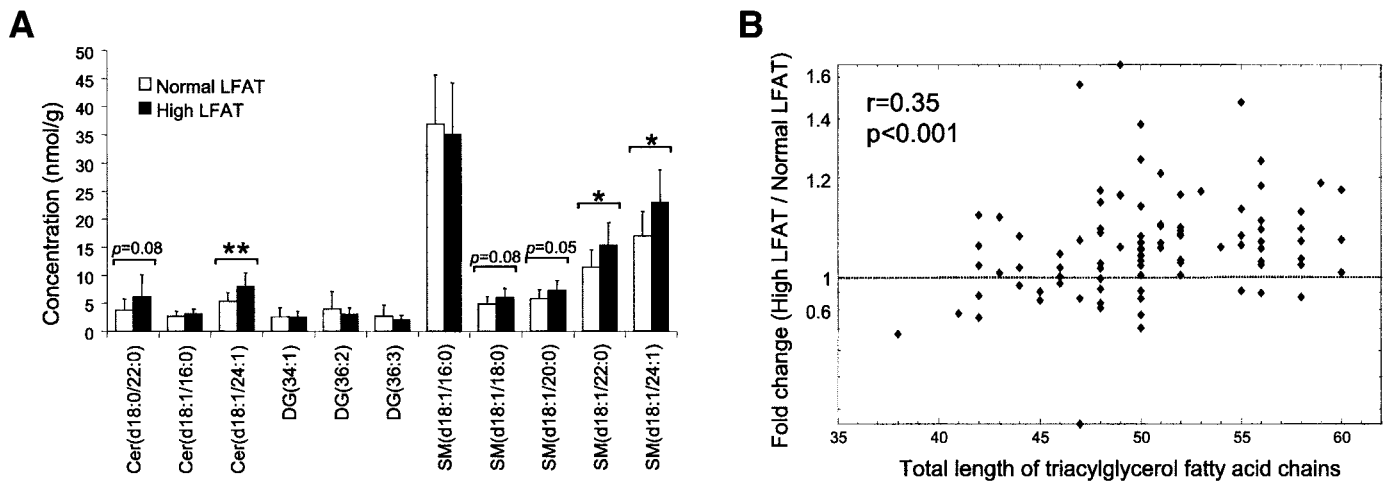 A
B
50
45
40
35
30
25
20
15
10
5
0
Concentration (nmol/g)
Normal LFAT
High LFAT
p=0.08
**
p=0.08
p=0.05
*
*
Cer(d18:0/22:0)
Cer(d18:1/16:0)
Cer(d18:1/24:1)
DG(34:1)
DG(36:2)
DG(36:3)
SM(d18:1/16:0)
SM(d18:1/18:0)
SM(d18:1/20:0)
SM(d18:1/22:0)
SM(d18:1/24:1)
Fold change (High LFAT / Normal LFAT)
1.6
1.4
1.2
1
0.6
r=0.35
p<0.001
35 40 45 50 55 60
Total length of triacylglycerol fatty acid chains